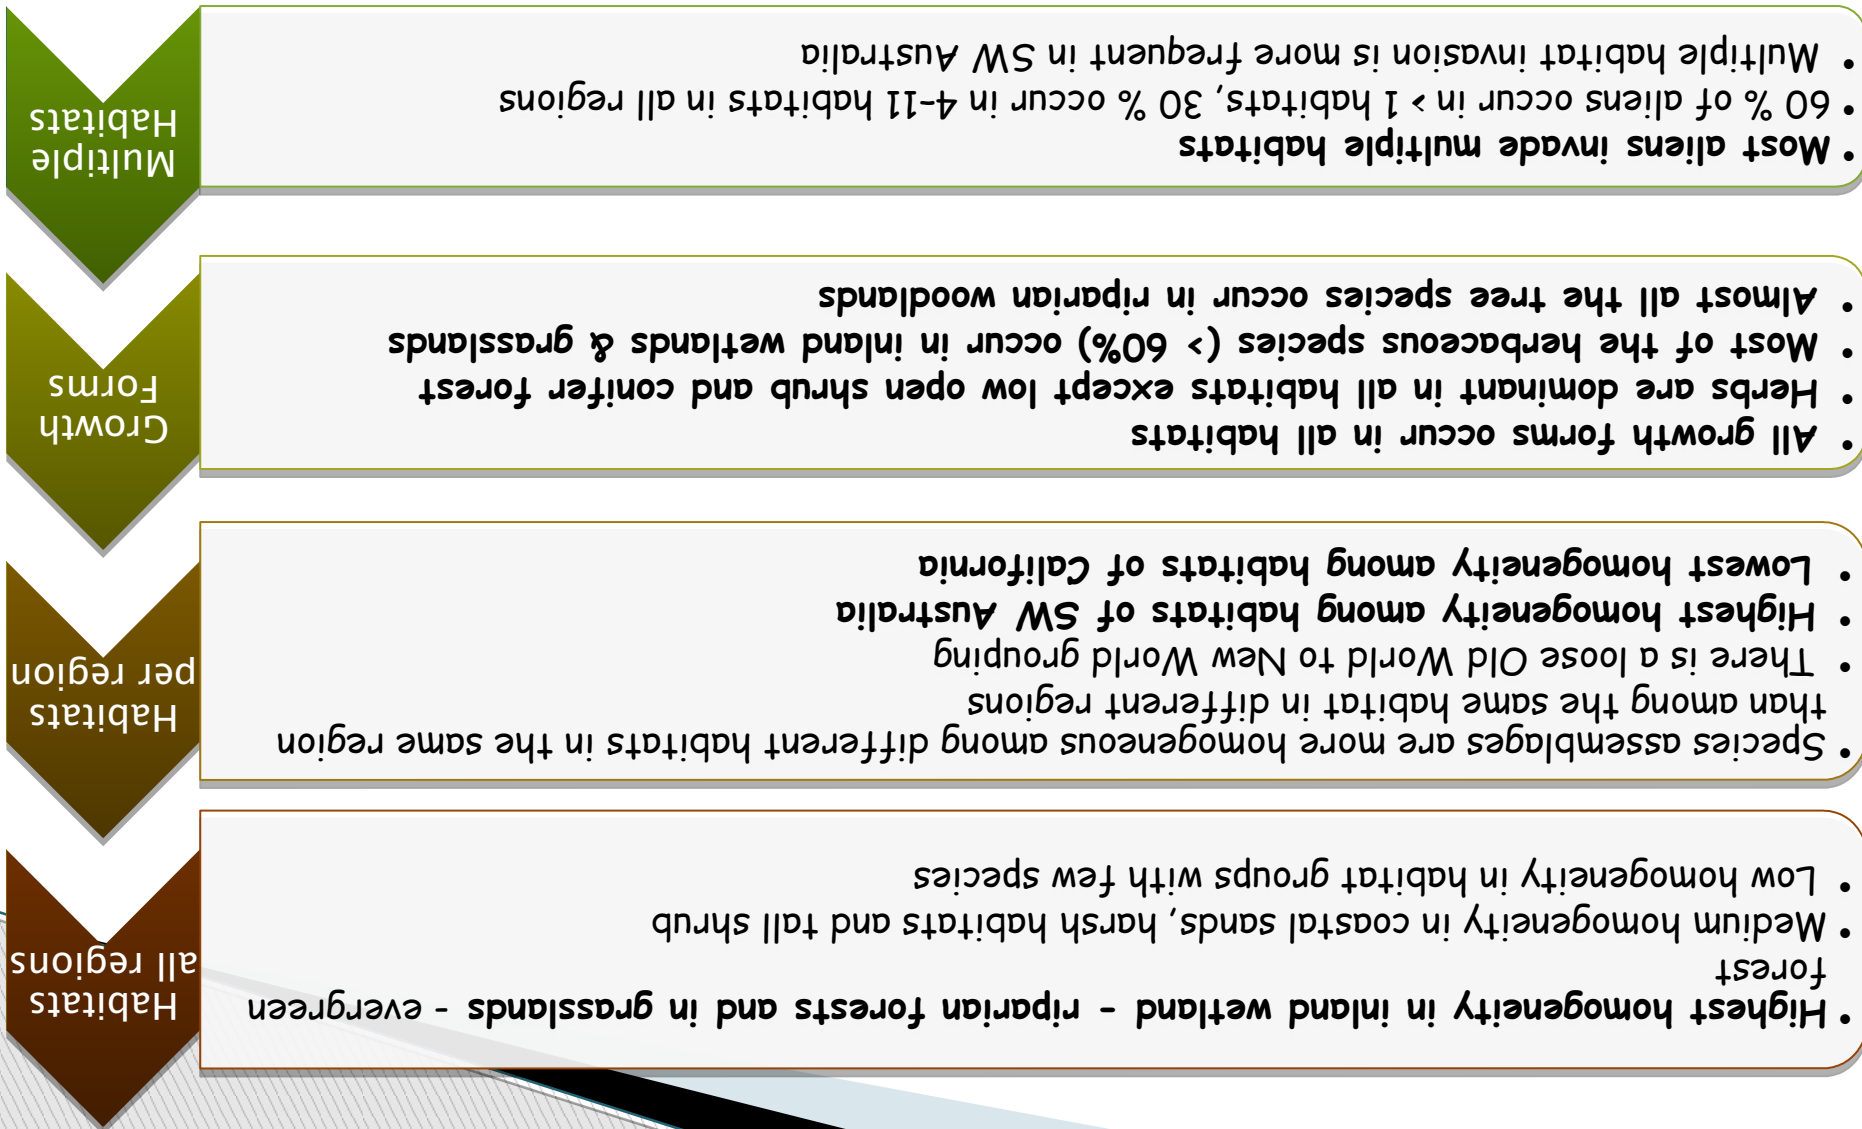 Habitats
all regions
• Highest homogeneity in inland wetland - riparian forests and in grasslands - evergreen
forest
• Medium homogeneity in coastal sands, harsh habitats and tall shrub
• Low homogeneity in habitat groups with few species
Habitats
per region
• Species assemblages are more homogeneous among different habitats in the same region
than among the same habitat in different regions
• There is a loose Old World to New World grouping
• Highest homogeneity among habitats of SW Australia
• Lowest homogeneity among habitats of California
Growth
Forms
• All growth forms occur in all habitats
• Herbs are dominant in all habitats except low open shrub and conifer forest
• Most of the herbaceous species (> 60%) occur in inland wetlands & grasslands
• Almost all the tree species occur in riparian woodlands
Multiple
Habitats
• Most aliens invade multiple habitats
• 60 % of aliens occur in > 1 habitats, 30 % occur in 4-11 habitats in all regions
• Multiple habitat invasion is more frequent in SW Australia